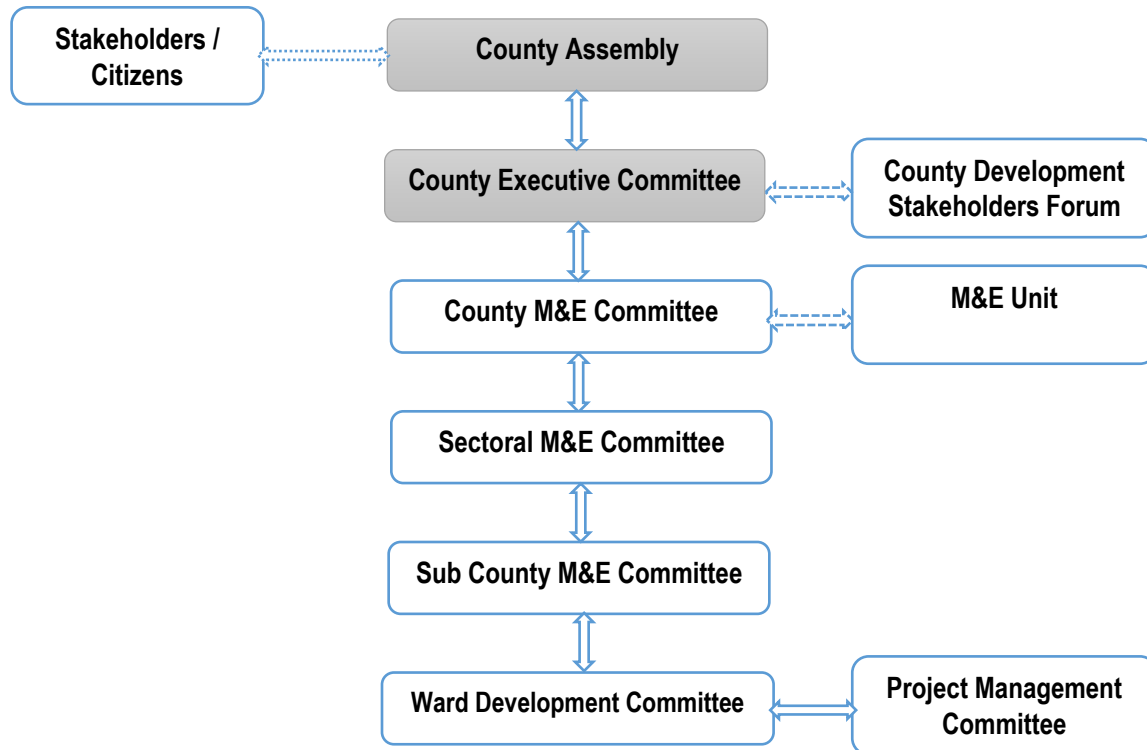 Stakeholders /
Citizens
County Assembly
County Executive Committee
County Development
Stakeholders Forum
County M&E Committee
M&E Unit
Sectoral M&E Committee
Sub County M&E Committee
Ward Development Committee
Project Management
Committee